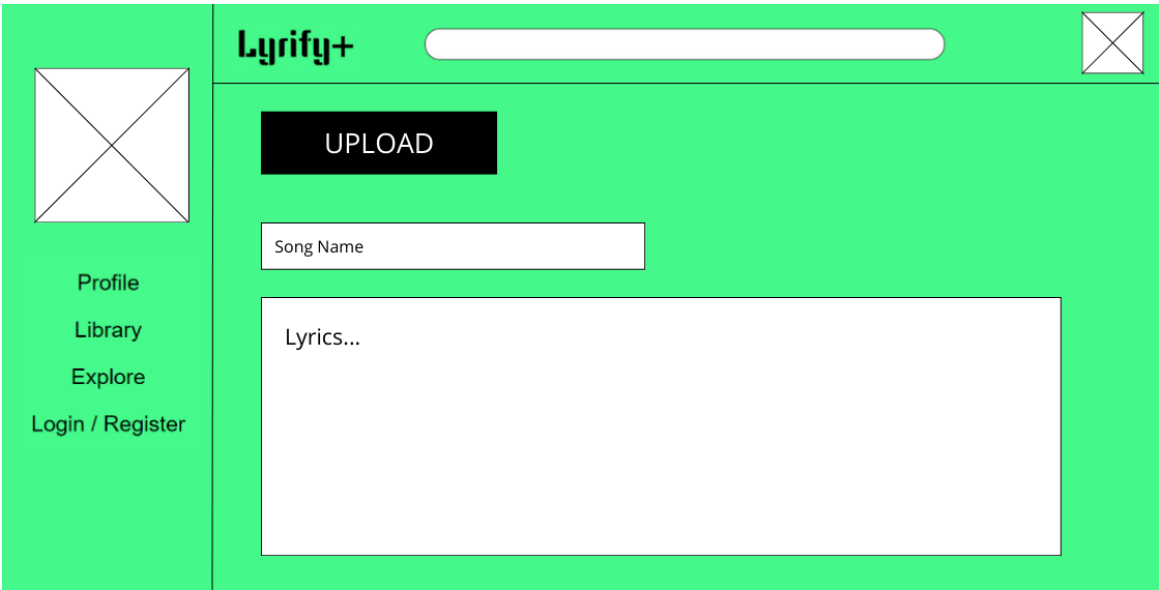 Lyrify+
UPLOAD
Song Name
Lyrics...
Profile
Library
Explore
Login / Register